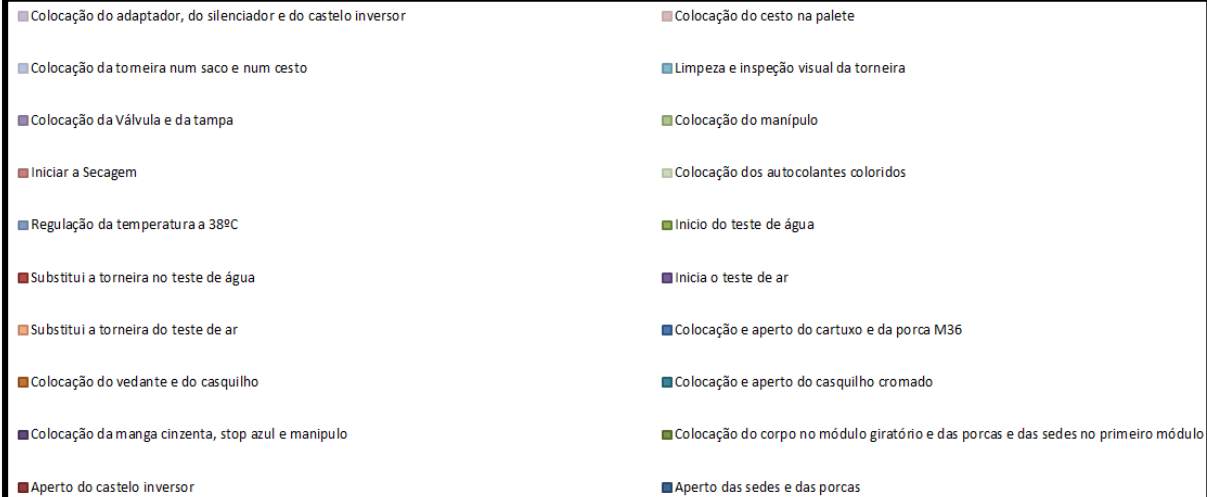 Colocação do adaptador, do silenciador e do castelo inversor
Colocação do cesto na palete
Colocação da torneira num saco e num cesto
Limpeza e inspeção visual da torneira
Colocação da Válvula e da tampa
Colocação do manípulo
Iniciar a Secagem
Colocação dos autocolantes coloridos
Regulação da temperatura a 38ºC
Inicio do teste de água
Substitui a torneira no teste de água
Inicia o teste de ar
Substitui a torneira do teste de ar
Colocação e aperto do cartuxo e da porca M36
Colocação do vedante e do casquilho
Colocação e aperto do casquilho cromado
Colocação da manga cinzenta, stop azul e manipulo
Colocação do corpo no módulo giratório e das porcas e das sedes no primeiro módulo
Aperto do castelo inversor
Aperto das sedes e das porcas